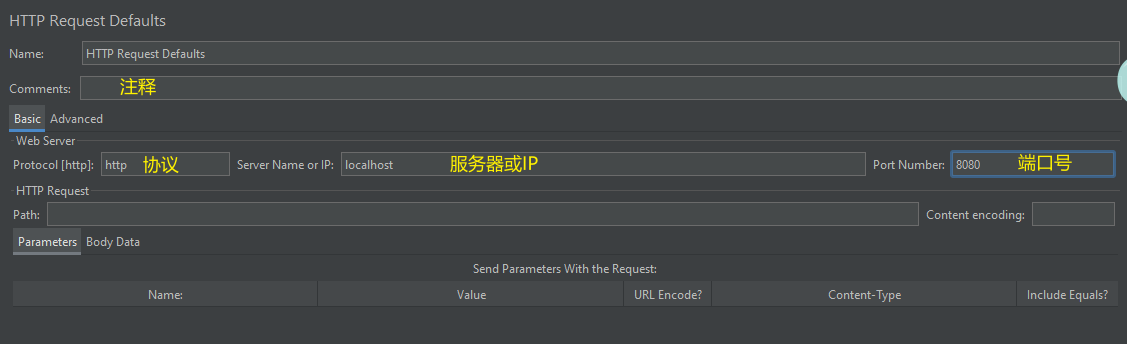 HTTP Request Defaults
Name: HTTP Request Defaults
Comments: 注释
Basic Advanced
Web Server
Protocol [http]: http 协议 Server Name or IP: localhost 服务器或IP Port Number: 8080 端口号
HTTP Request
Path: Content encoding:
Parameters Body Data
Send Parameters With the Request:
Name: Value URL Encode? Content-Type Include Equals?